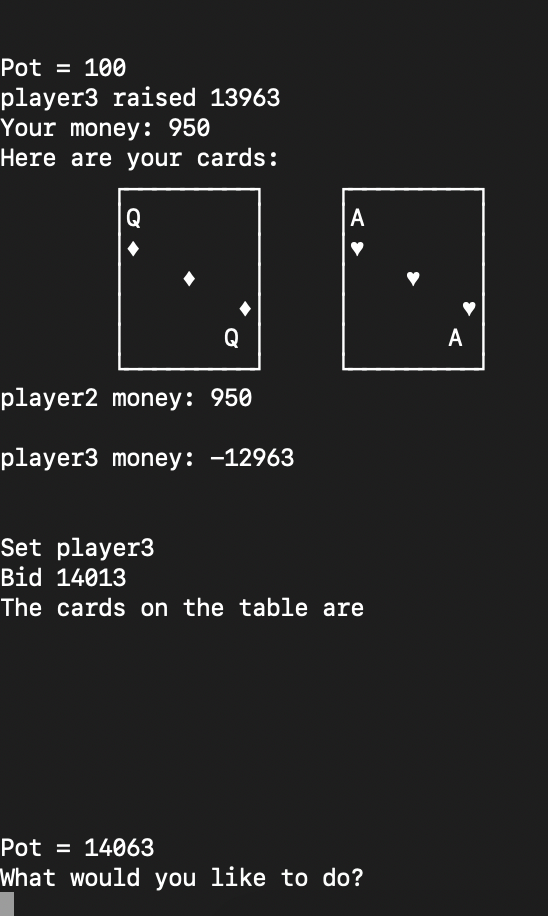 Pot = 100
player3 raised 13963
Your money: 950
Here are your cards:
Q A
♦ ♥
♦ ♥
♦ ♥
Q A
player2 money: 950
player3 money: -12963
Set player3
Bid 14013
The cards on the table are
Pot = 14063
What would you like to do?